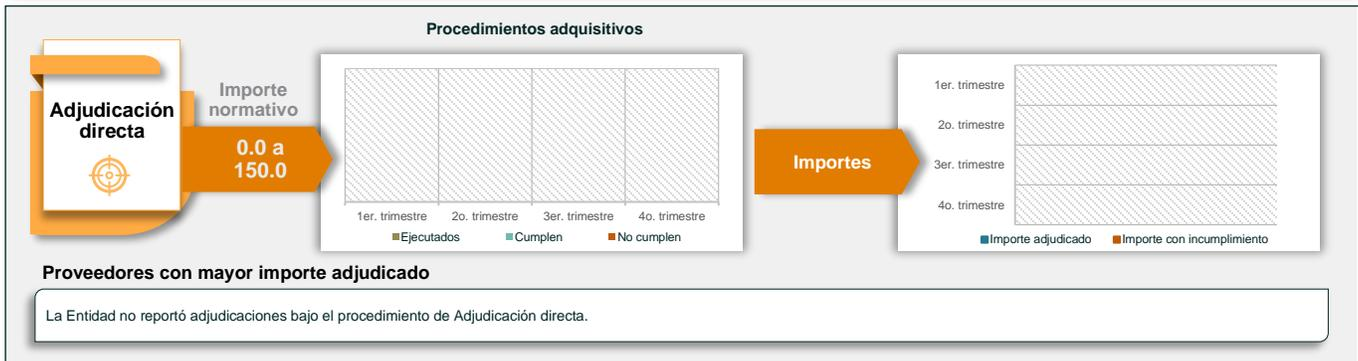 Procedimientos adquisitivos
Adjudicación
directa
Importe
normativo
0.0 a
150.0
1er. trimestre
2o. trimestre
3er. trimestre
4o. trimestre
Ejecutados
Cumplen
No cumplen
Importes
1er. trimestre
2o. trimestre
3er. trimestre
4o. trimestre
Importe adjudicado
Importe con incumplimiento
Proveedores con mayor importe adjudicado
La Entidad no reportó adjudicaciones bajo el procedimiento de Adjudicación directa.